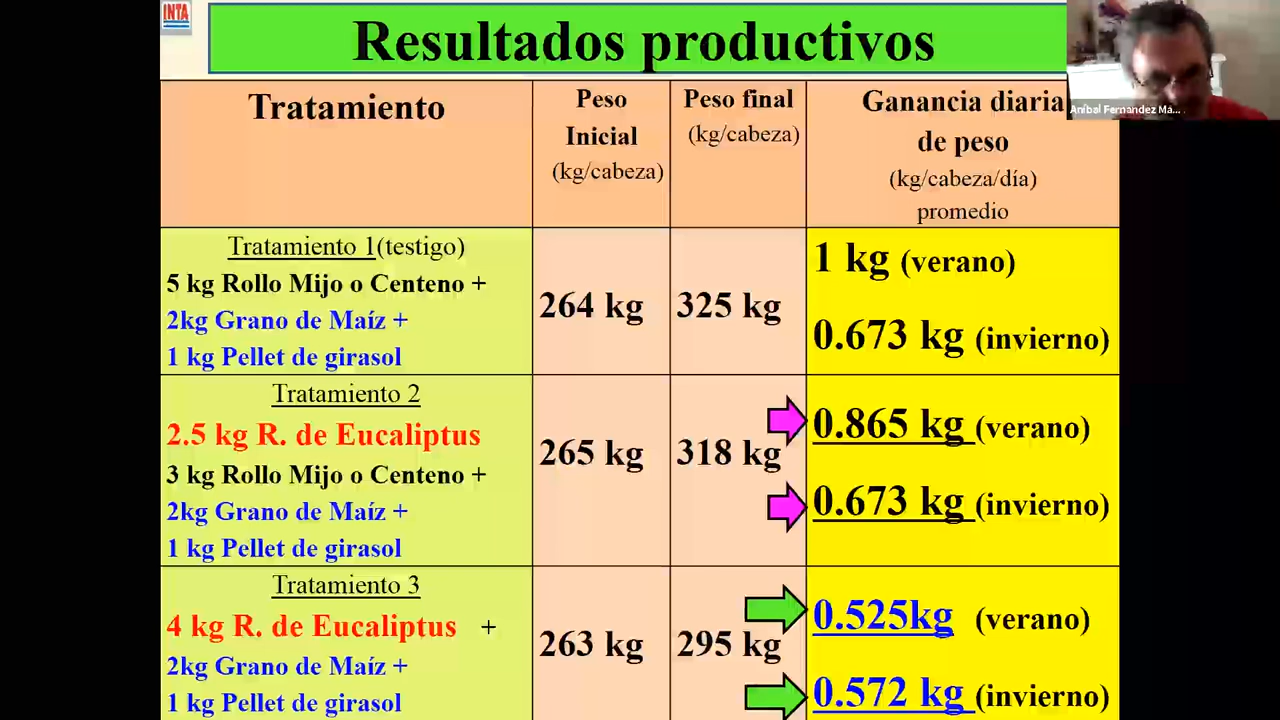 INTA
Resultados productivos
Aníbal Fernandez Ma...
Tratamiento
Peso
Inicial
(kg/cabeza)
Peso final
(kg/cabeza)
Ganancia diaria
de peso
(kg/cabeza/día)
promedio
Tratamiento 1(testigo)
5 kg Rollo Mijo o Centeno +
2kg Grano de Maíz +
1 kg Pellet de girasol
264 kg
325 kg
1 kg (verano)
0.673 kg (invierno)
Tratamiento 2
2.5 kg R. de Eucaliptus
3 kg Rollo Mijo o Centeno +
2kg Grano de Maíz +
1 kg Pellet de girasol
265 kg
318 kg
0.865 kg (verano)
0.673 kg (invierno)
Tratamiento 3
4 kg R. de Eucaliptus +
2kg Grano de Maíz +
1 kg Pellet de girasol
263 kg
295 kg
0.525kg (verano)
0.572 kg (invierno)